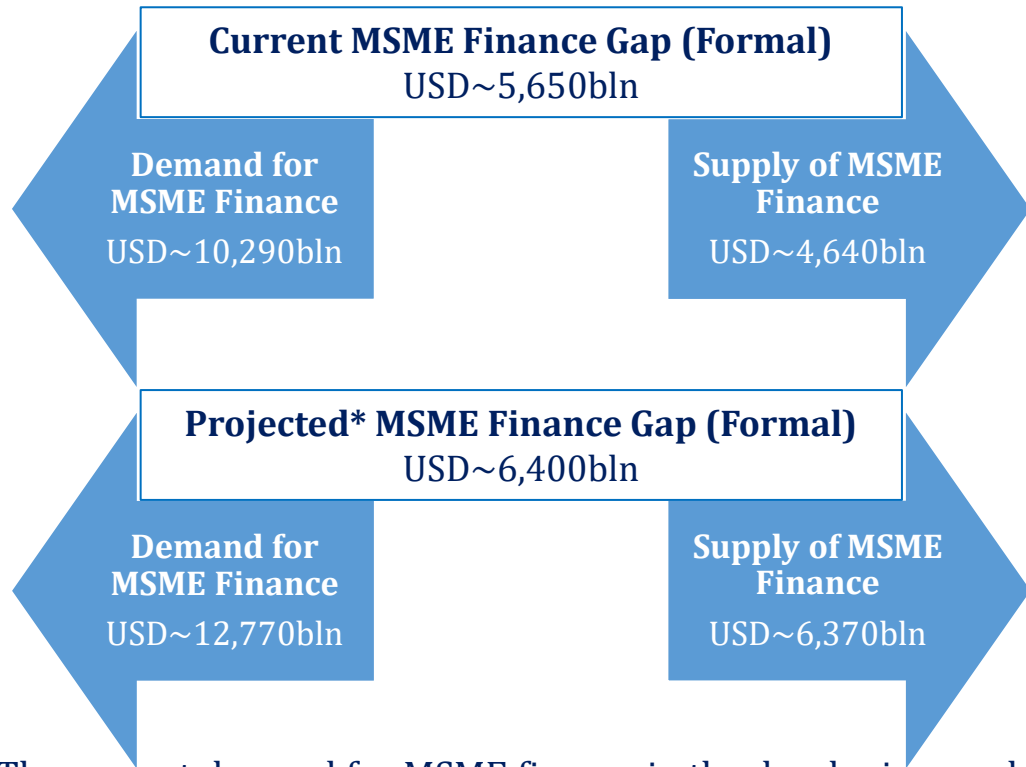 Current MSME Finance Gap (Formal)
USD~5,650bln
Demand for
MSME Finance
USD~10,290bln
Supply of MSME
Finance
USD~4,640bln
Projected* MSME Finance Gap (Formal)
USD~6,400bln
Demand for
MSME Finance
USD~12,770bln
Supply of MSME
Finance
USD~6,370bln